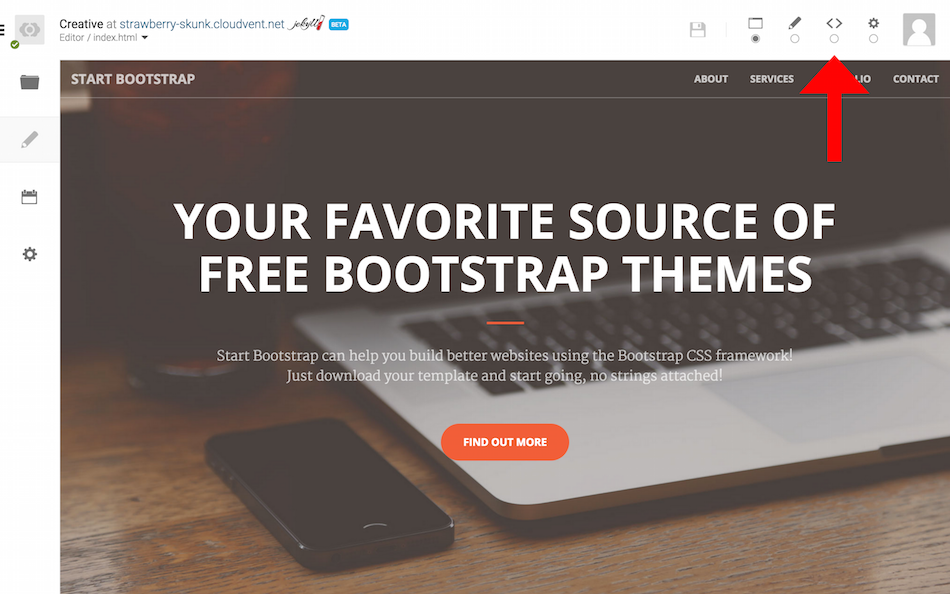 Creative at strawberry-skunk.cloudvent.net jekyll BETA
Editor / index.html
START BOOTSTRAP
ABOUT SERVICES LIO CONTACT
YOUR FAVORITE SOURCE OF
FREE BOOTSTRAP THEMES
Start Bootstrap can help you build better websites using the Bootstrap CSS framework!
Just download your template and start going, no strings attached!
FIND OUT MORE